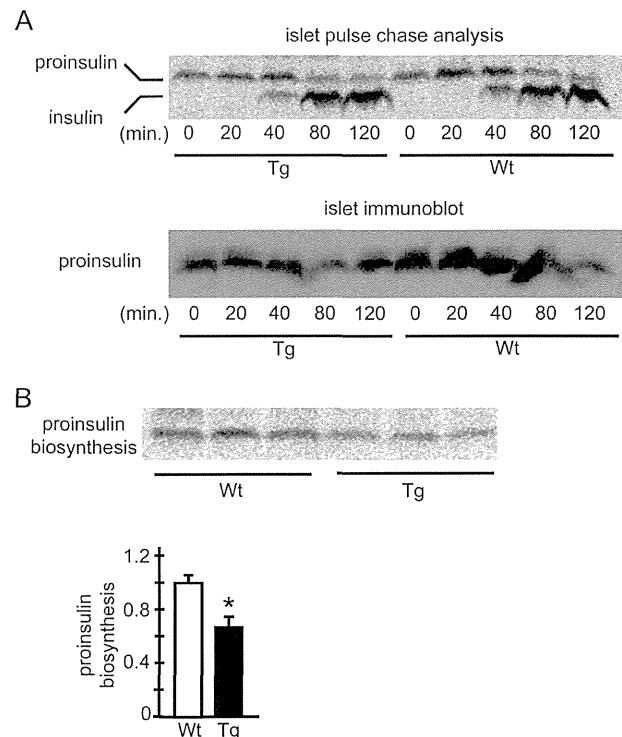 A
islet pulse chase analysis
proinsulin
insulin
(min.) 0 20 40 80 120 0 20 40 80 120
Tg Wt
islet immunoblot
proinsulin
(min.) 0 20 40 80 120 0 20 40 80 120
Tg Wt
B
proinsulin
biosynthesis
Wt Tg
proinsulin
biosynthesis
1.2
0.8
0.4
0
*
Wt Tg